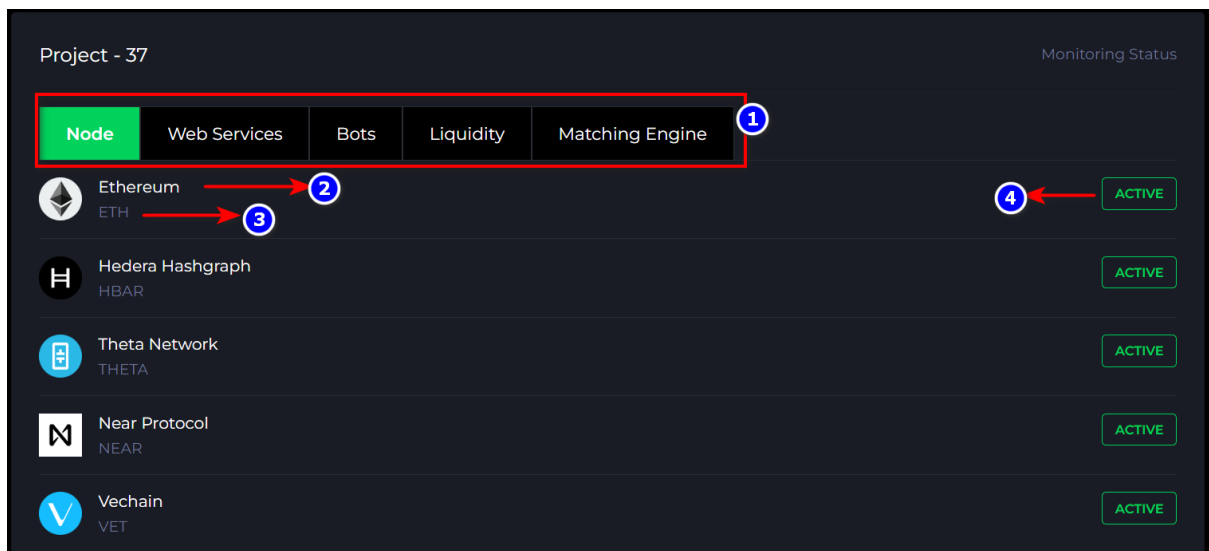 Project - 37
Monitoring Status
Node Web Services Bots Liquidity Matching Engine 1
Ethereum 2
ETH 3
4 ACTIVE
Hedera Hashgraph
HBAR
ACTIVE
Theta Network
THETA
ACTIVE
Near Protocol
NEAR
ACTIVE
Vechain
VET
ACTIVE